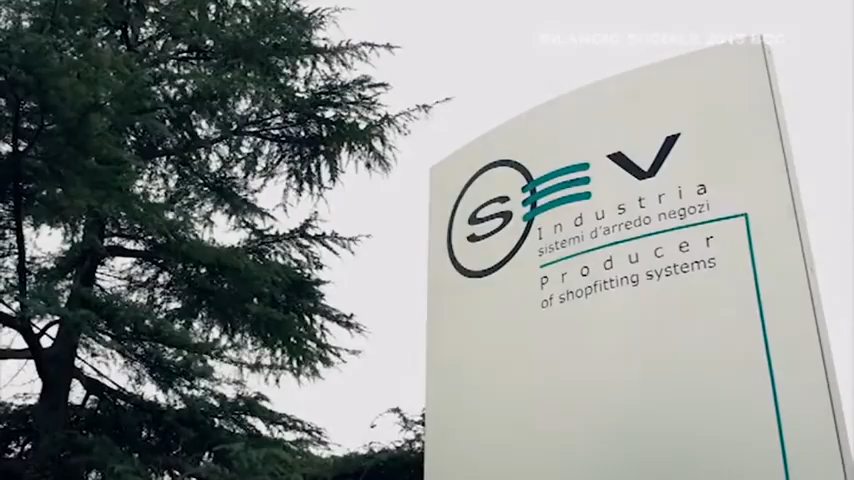 SEV
Industria
sistemi d'arredo negozi
Producer
of shopfitting systems